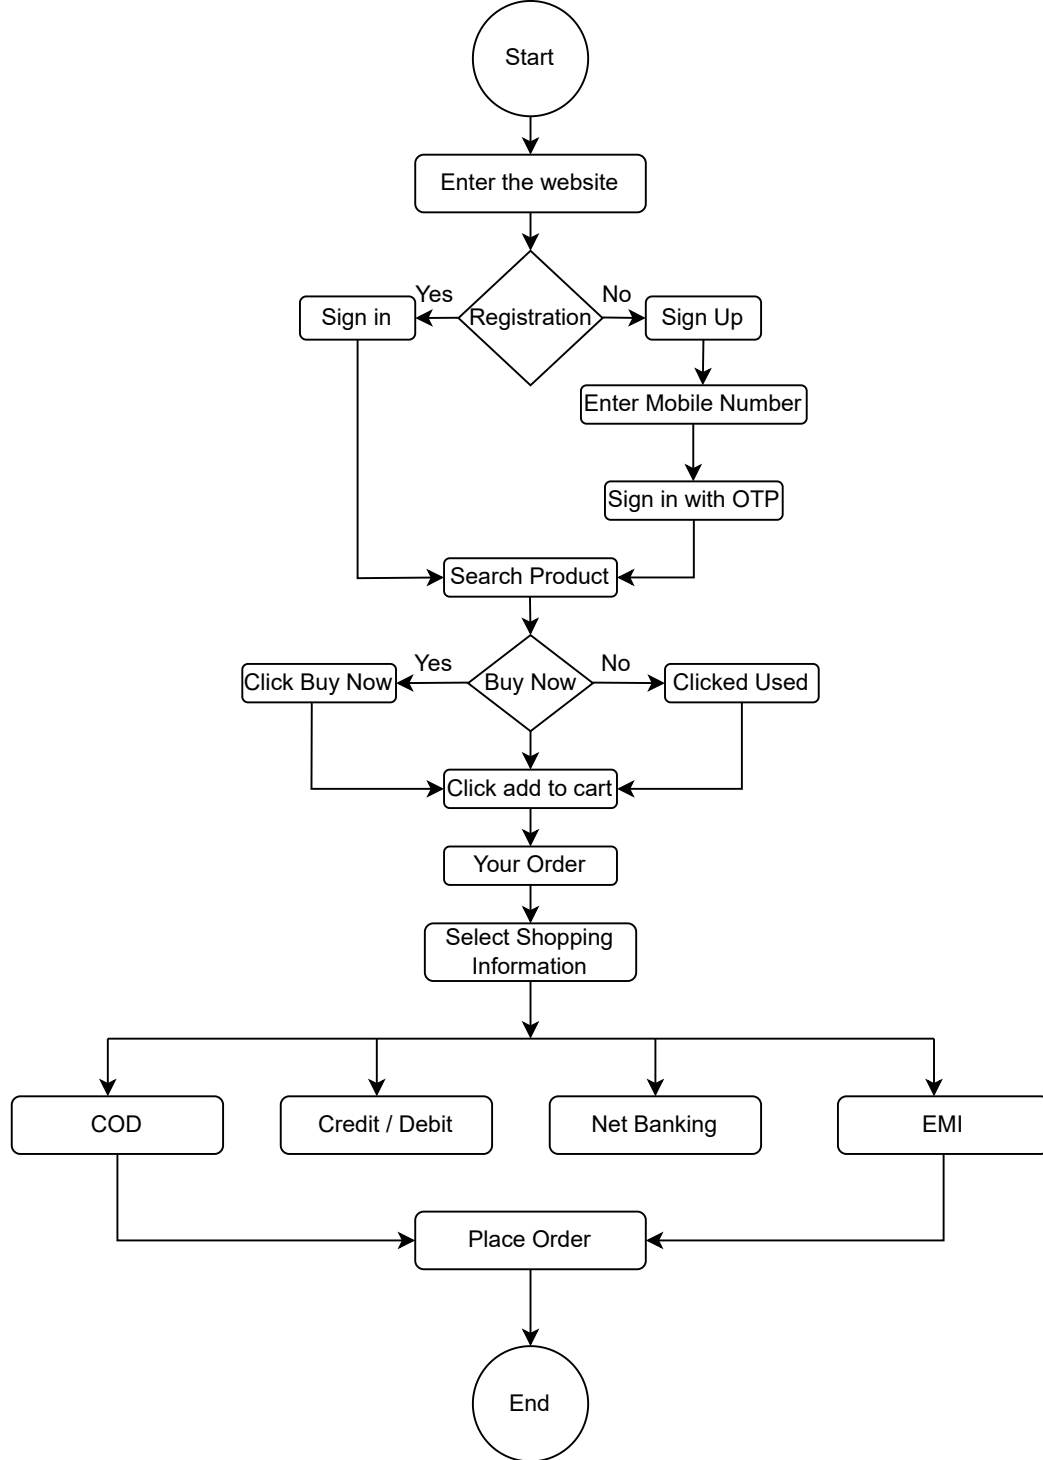 Start
Enter the website
Yes
No
Sign in
Registration
Sign Up
Enter Mobile Number
Sign in with OTP
Search Product
Yes
No
Click Buy Now
Buy Now
Clicked Used
Click add to cart
Your Order
Select Shopping
Information
COD
Credit / Debit
Net Banking
EMI
Place Order
End